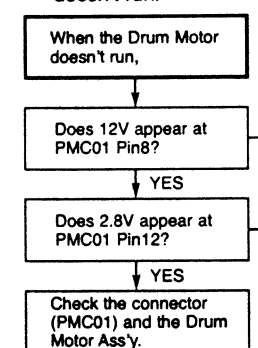 doesn't run.
When the Drum Motor
doesn't run,
Does 12V appear at
PMC01 Pin8?
YES
Does 2.8V appear at
PMC01 Pin12?
YES
Check the connector
(PMC01) and the Drum
Motor Ass'y.